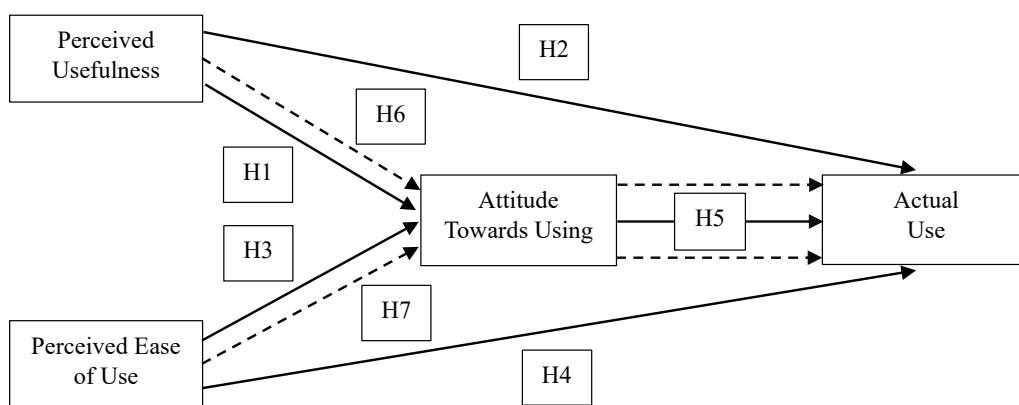 Perceived
Usefulness
H2
H6
H1
Attitude
Towards Using
H5
Actual
Use
H3
H7
Perceived Ease
of Use
H4